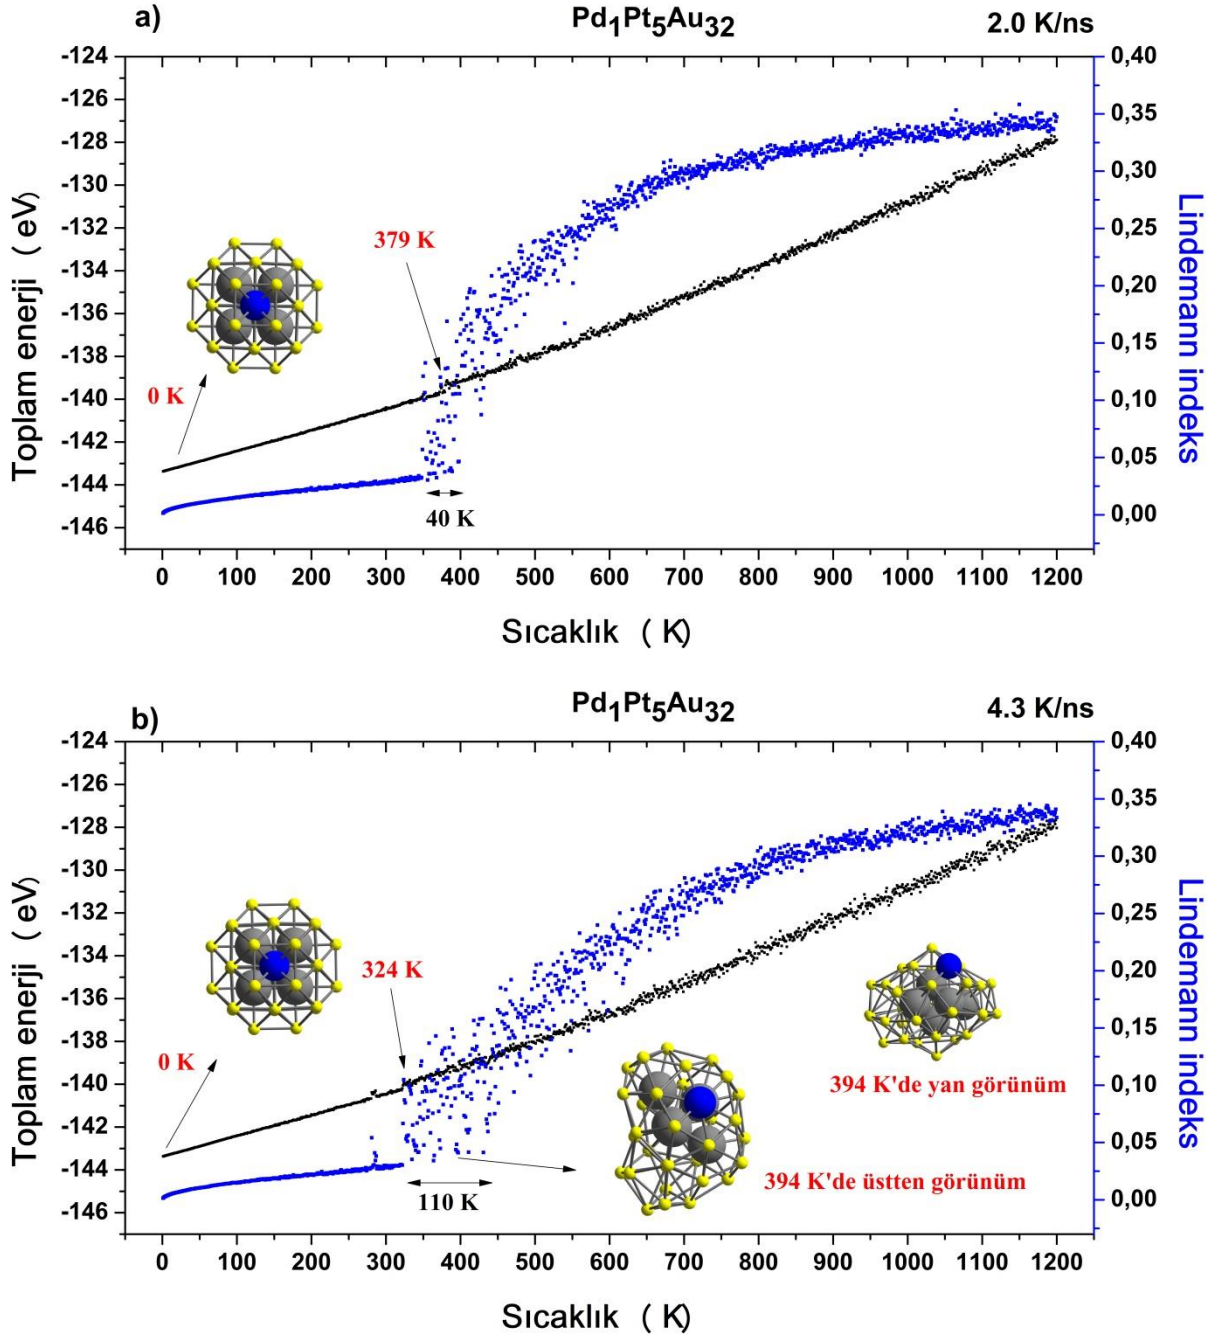 a)
Pd1Pt5Au32
2.0 K/ns
-124
-126
-128
-130
-132
-134
-136
-138
-140
-142
-144
-146
Toplam enerji ( eV)
0,40
0,35
0,30
0,25
0,20
0,15
0,10
0,05
0,00
Lindemann indeks
379 K
0 K
40 K
0 100 200 300 400 500 600 700 800 900 1000 1100 1200
Sıcaklık ( K)
b)
Pd1Pt5Au32
4.3 K/ns
-124
-126
-128
-130
-132
-134
-136
-138
-140
-142
-144
-146
Toplam enerji ( eV)
0,40
0,35
0,30
0,25
0,20
0,15
0,10
0,05
0,00
Lindemann indeks
324 K
0 K
394 K'de yan görünüm
394 K'de üstten görünüm
110 K
0 100 200 300 400 500 600 700 800 900 1000 1100 1200
Sıcaklık ( K)